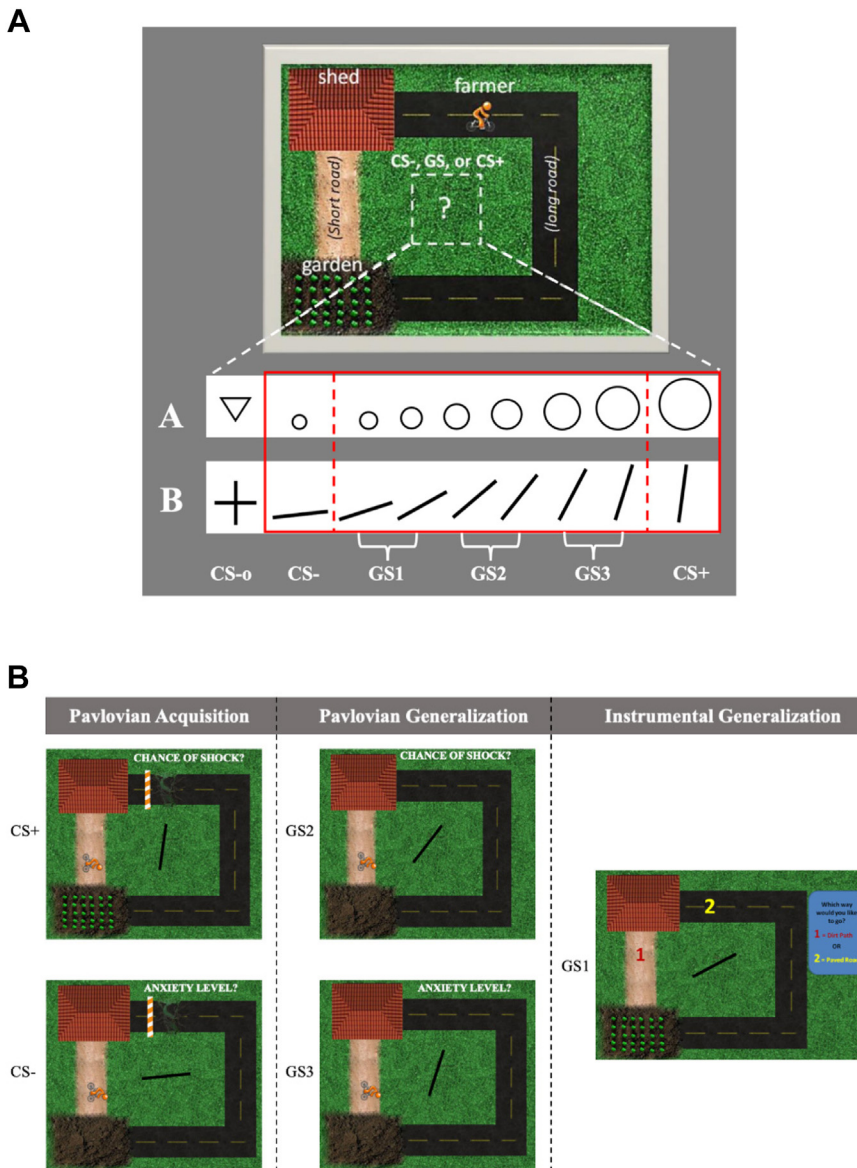 A
shed
farmer
CS-, GS, or CS+
?
(Short road)
(long road)
garden
A
B
CS-o CS- GS1 GS2 GS3 CS+
B
Pavlovian Acquisition Pavlovian Generalization Instrumental Generalization
CHANCE OF SHOCK? CHANCE OF SHOCK?
CS+ GS2
2
Which way
would you like
to go?
1 = Dirt Path
OR
2 = Paved Road
1
GS1
ANXIETY LEVEL? ANXIETY LEVEL?
CS- GS3